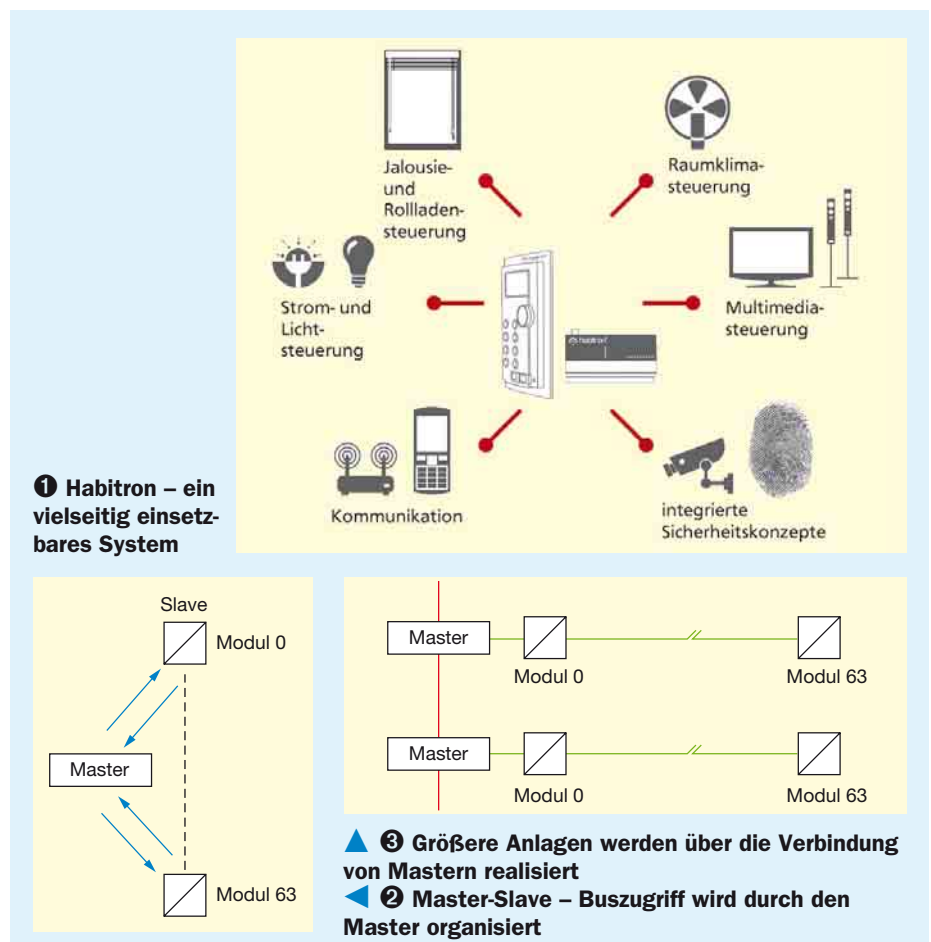 Jalousie-
und
Rollladen-
steuerung
Raumklima-
steuerung
Strom- und
Licht-
steuerung
Multimedia-
steuerung
habitron
Kommunikation
integrierte
Sicherheitskonzepte
❶ Habitron – ein
vielseitig einsetz-
bares System
Slave
Modul 0
Master
Modul 63
Master
Modul 0
Modul 63
Master
Modul 0
Modul 63
▲ ❸ Größere Anlagen werden über die Verbindung
von Mastern realisiert
◀ ❷ Master-Slave – Buszugriff wird durch den
Master organisiert